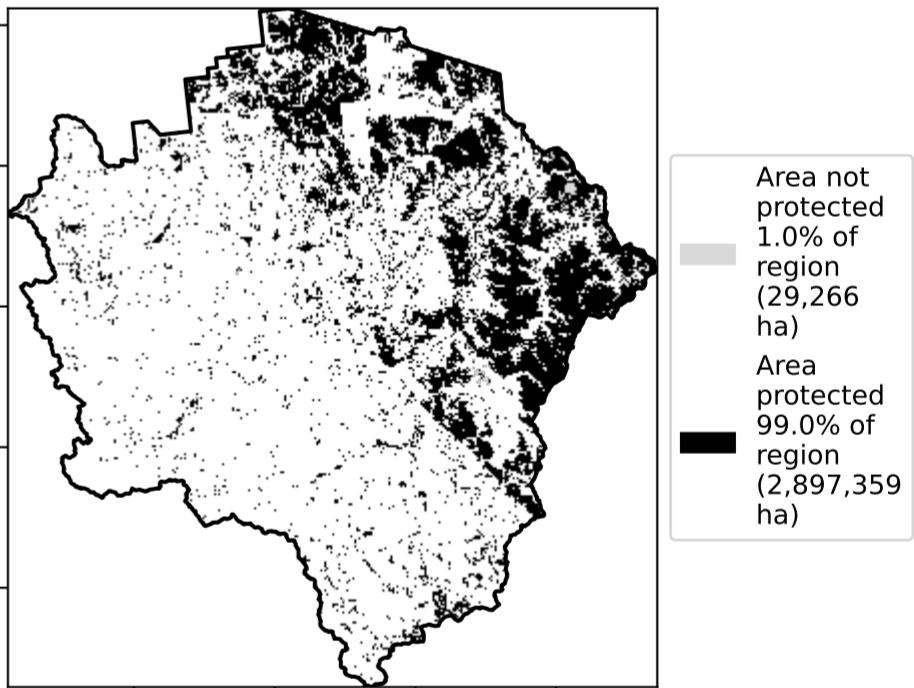 Area not
protected
1.0% of
region
(29,266
ha)
Area
protected
99.0% of
region
(2,897,359
ha)